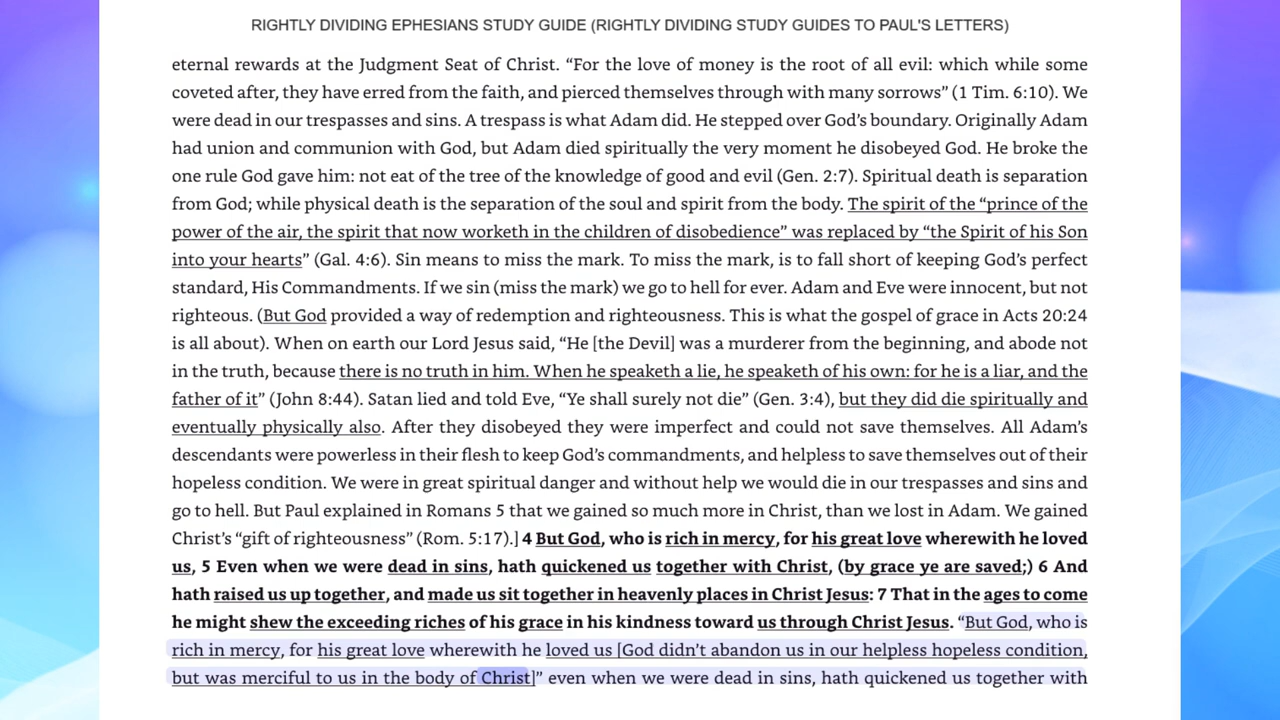 RIGHTLY DIVIDING EPHESIANS STUDY GUIDE (RIGHTLY DIVIDING STUDY GUIDES TO PAUL'S LETTERS)
eternal rewards at the Judgment Seat of Christ. “For the love of money is the root of all evil: which while some
coveted after, they have erred from the faith, and pierced themselves through with many sorrows” (1 Tim. 6:10). We
were dead in our trespasses and sins. A trespass is what Adam did. He stepped over God’s boundary. Originally Adam
had union and communion with God, but Adam died spiritually the very moment he disobeyed God. He broke the
one rule God gave him: not eat of the tree of the knowledge of good and evil (Gen. 2:7). Spiritual death is separation
from God; while physical death is the separation of the soul and spirit from the body. The spirit of the “prince of the
power of the air, the spirit that now worketh in the children of disobedience” was replaced by “the Spirit of his Son
into your hearts” (Gal. 4:6). Sin means to miss the mark. To miss the mark, is to fall short of keeping God’s perfect
standard, His Commandments. If we sin (miss the mark) we go to hell for ever. Adam and Eve were innocent, but not
righteous. (But God provided a way of redemption and righteousness. This is what the gospel of grace in Acts 20:24
is all about). When on earth our Lord Jesus said, “He [the Devil] was a murderer from the beginning, and abode not
in the truth, because there is no truth in him. When he speaketh a lie, he speaketh of his own: for he is a liar, and the
father of it” (John 8:44). Satan lied and told Eve, “Ye shall surely not die” (Gen. 3:4), but they did die spiritually and
eventually physically also. After they disobeyed they were imperfect and could not save themselves. All Adam’s
descendants were powerless in their flesh to keep God’s commandments, and helpless to save themselves out of their
hopeless condition. We were in great spiritual danger and without help we would die in our trespasses and sins and
go to hell. But Paul explained in Romans 5 that we gained so much more in Christ, than we lost in Adam. We gained
Christ’s “gift of righteousness” (Rom. 5:17).] 4 But God, who is rich in mercy, for his great love wherewith he loved
us, 5 Even when we were dead in sins, hath quickened us together with Christ, (by grace ye are saved;) 6 And
hath raised us up together, and made us sit together in heavenly places in Christ Jesus: 7 That in the ages to come
he might shew the exceeding riches of his grace in his kindness toward us through Christ Jesus. “But God, who is
rich in mercy, for his great love wherewith he loved us [God didn’t abandon us in our helpless hopeless condition,
but was merciful to us in the body of Christ]” even when we were dead in sins, hath quickened us together with